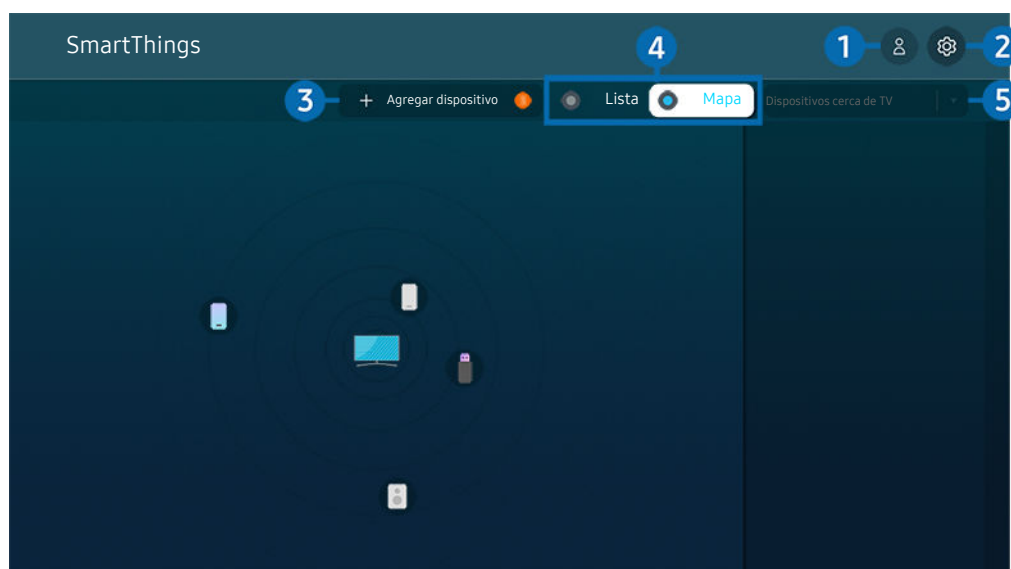 SmartThings
4
1
2
3
Agregar dispositivo
Lista
Mapa
Dispositivos cerca de TV
5